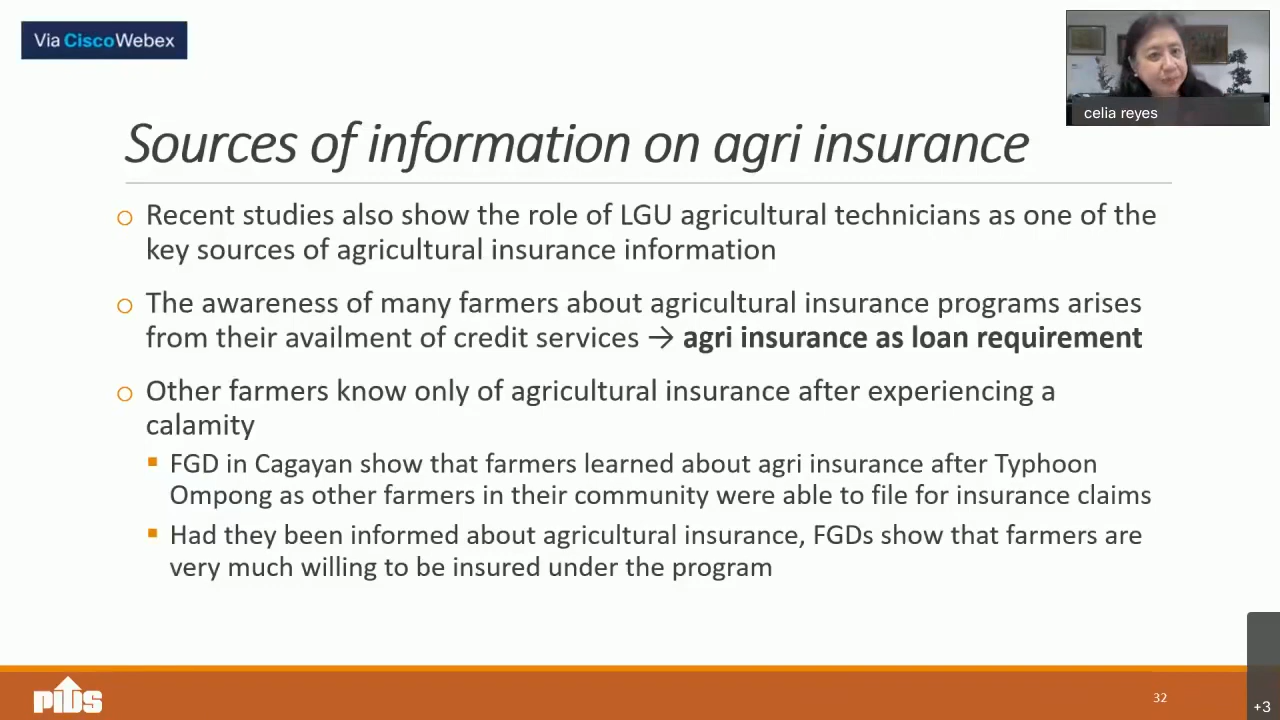 Via CiscoWebex
celia reyes
Sources of information on agri insurance
o Recent studies also show the role of LGU agricultural technicians as one of the
key sources of agricultural insurance information
o The awareness of many farmers about agricultural insurance programs arises
from their availment of credit services → agri insurance as loan requirement
o Other farmers know only of agricultural insurance after experiencing a
calamity
▪ FGD in Cagayan show that farmers learned about agri insurance after Typhoon
Ompong as other farmers in their community were able to file for insurance claims
▪ Had they been informed about agricultural insurance, FGDs show that farmers are
very much willing to be insured under the program
PIDS
32
+3